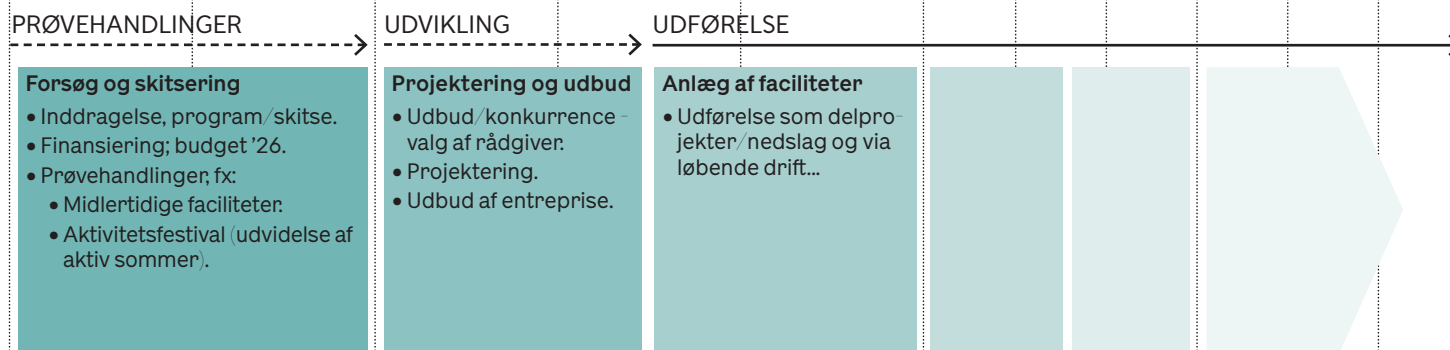 PRØVEHANDLINGER
UDVIKLING
UDFØRELSE
Forsøg og skitsering
• Inddragelse, program/skitse.
• Finansiering; budget ’26.
• Prøvehandlinger, fx:
• Midlertidige faciliteter.
• Aktivitetsfestival (udvidelse af
aktiv sommer).
Projektering og udbud
• Udbud/konkurrence -
valg af rådgiver.
• Projektering.
• Udbud af entreprise.
Anlæg af faciliteter
• Udførelse som delpro-
jekter/nedslag og via
løbende drift...